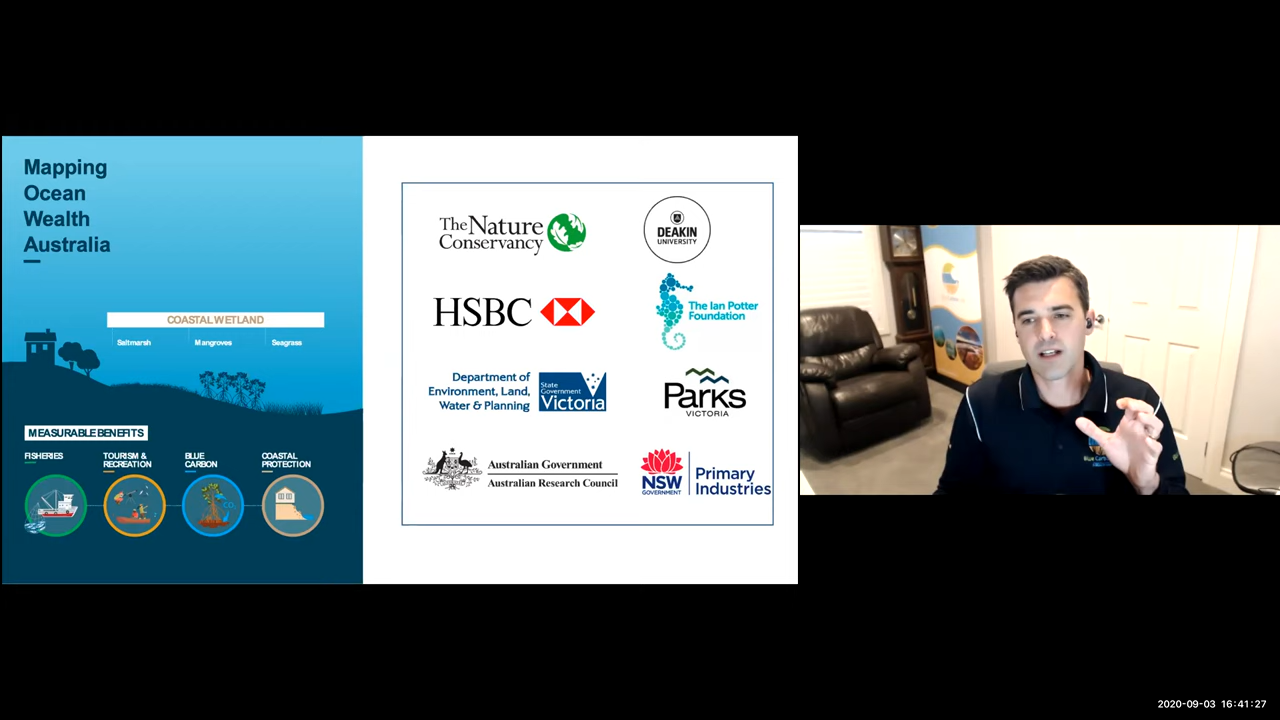 Mapping
Ocean
Wealth
Australia
COASTAL WETLAND
Saltmarsh
Mangroves
Seagrass
MEASURABLE BENEFITS
FISHERIES
TOURISM &
RECREATION
BLUE
CARBON
COASTAL
PROTECTION
CO₂
The Nature
Conservancy
DEAKIN
UNIVERSITY
HSBC
The Ian Potter
Foundation
Department of
Environment, Land,
Water & Planning
State
Government
Victoria
Parks
VICTORIA
Australian Government
Australian Research Council
NSW
GOVERNMENT
Primary
Industries
2020-09-03 16:41:27